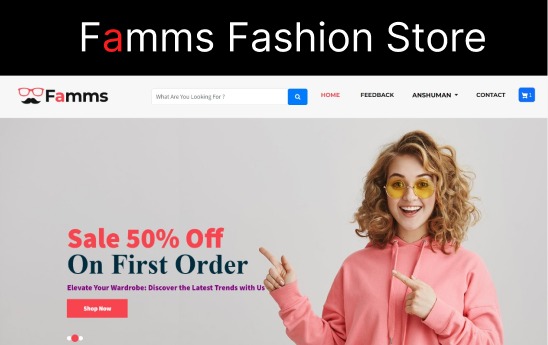 Famms Fashion Store
Famms
What Are You Looking For ?
HOME
FEEDBACK
ANSHUMAN
CONTACT
Sale 50% Off
On First Order
Elevate Your Wardrobe: Discover the Latest Trends with Us
Shop Now